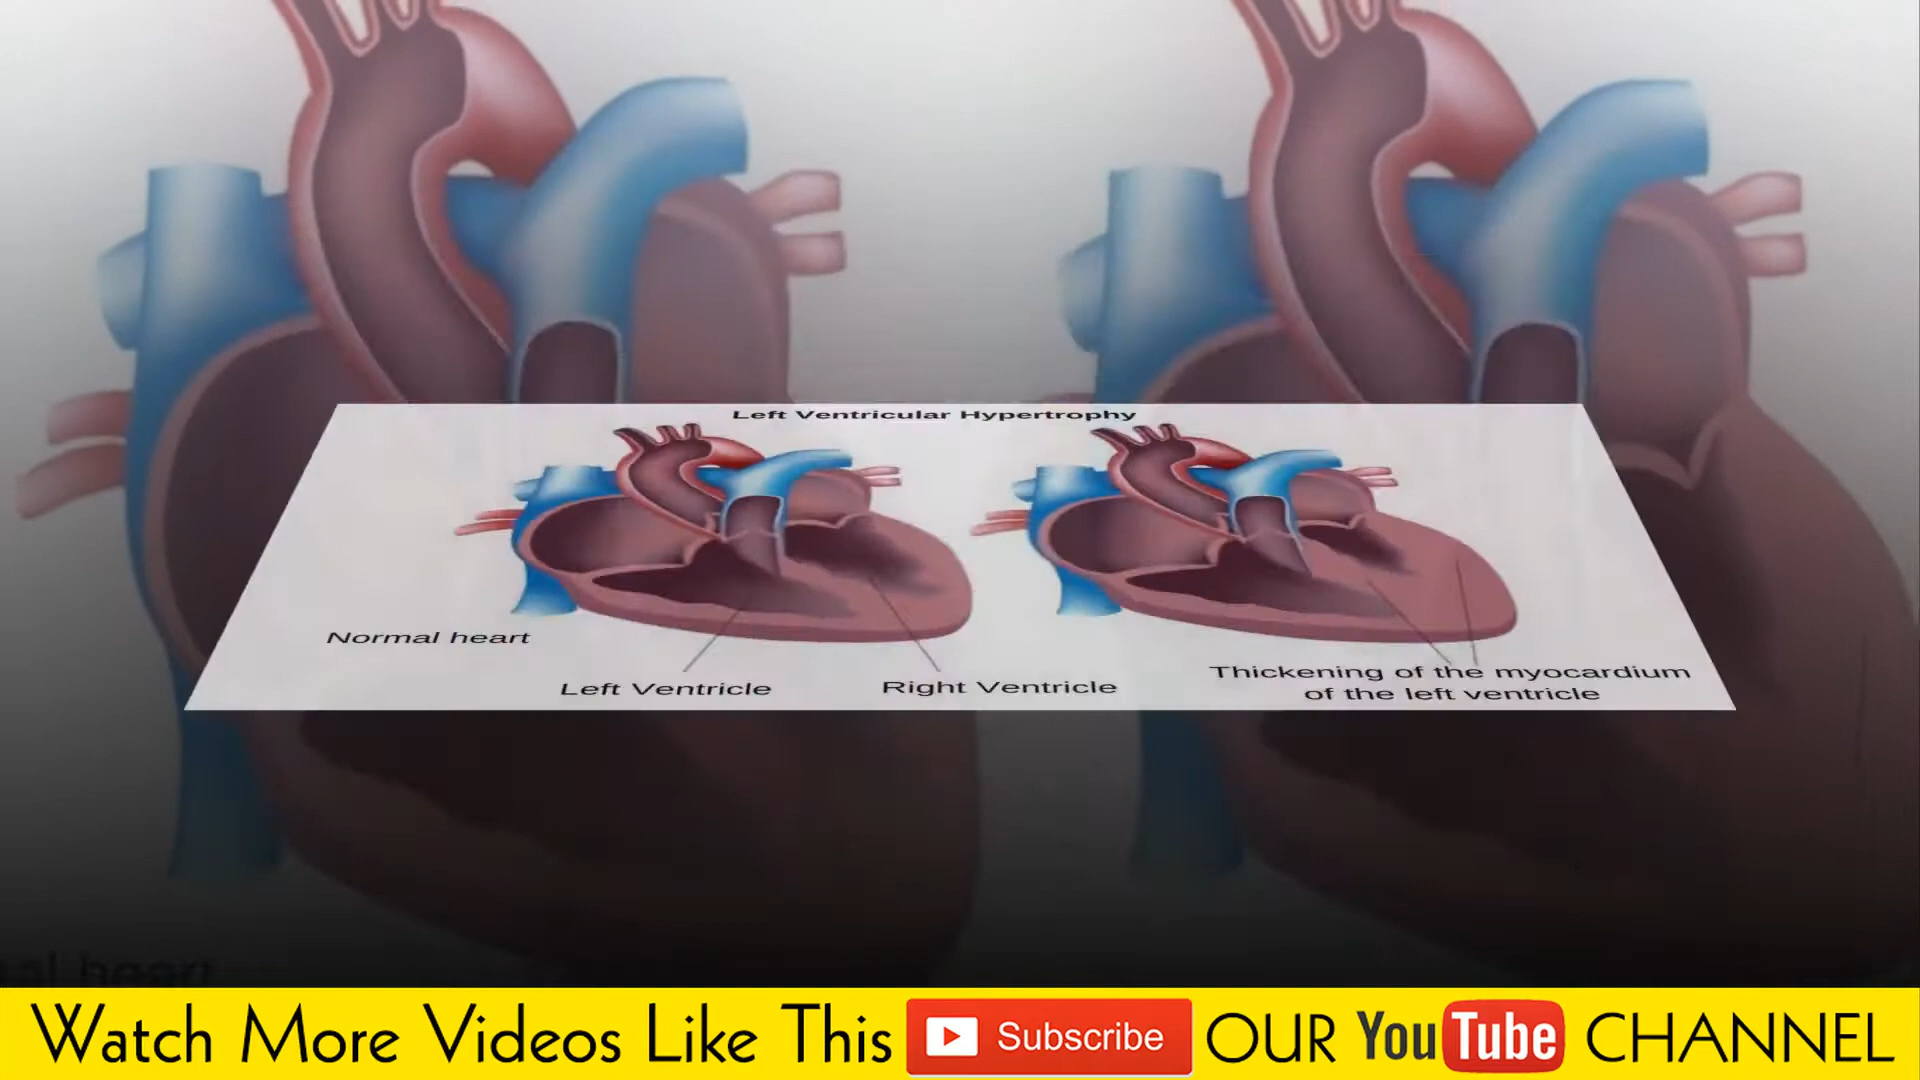 Left Ventricular Hypertrophy
Normal heart
Left Ventricle
Right Ventricle
Thickening of the myocardium
of the left ventricle
Watch More Videos Like This Subscribe OUR YouTube CHANNEL